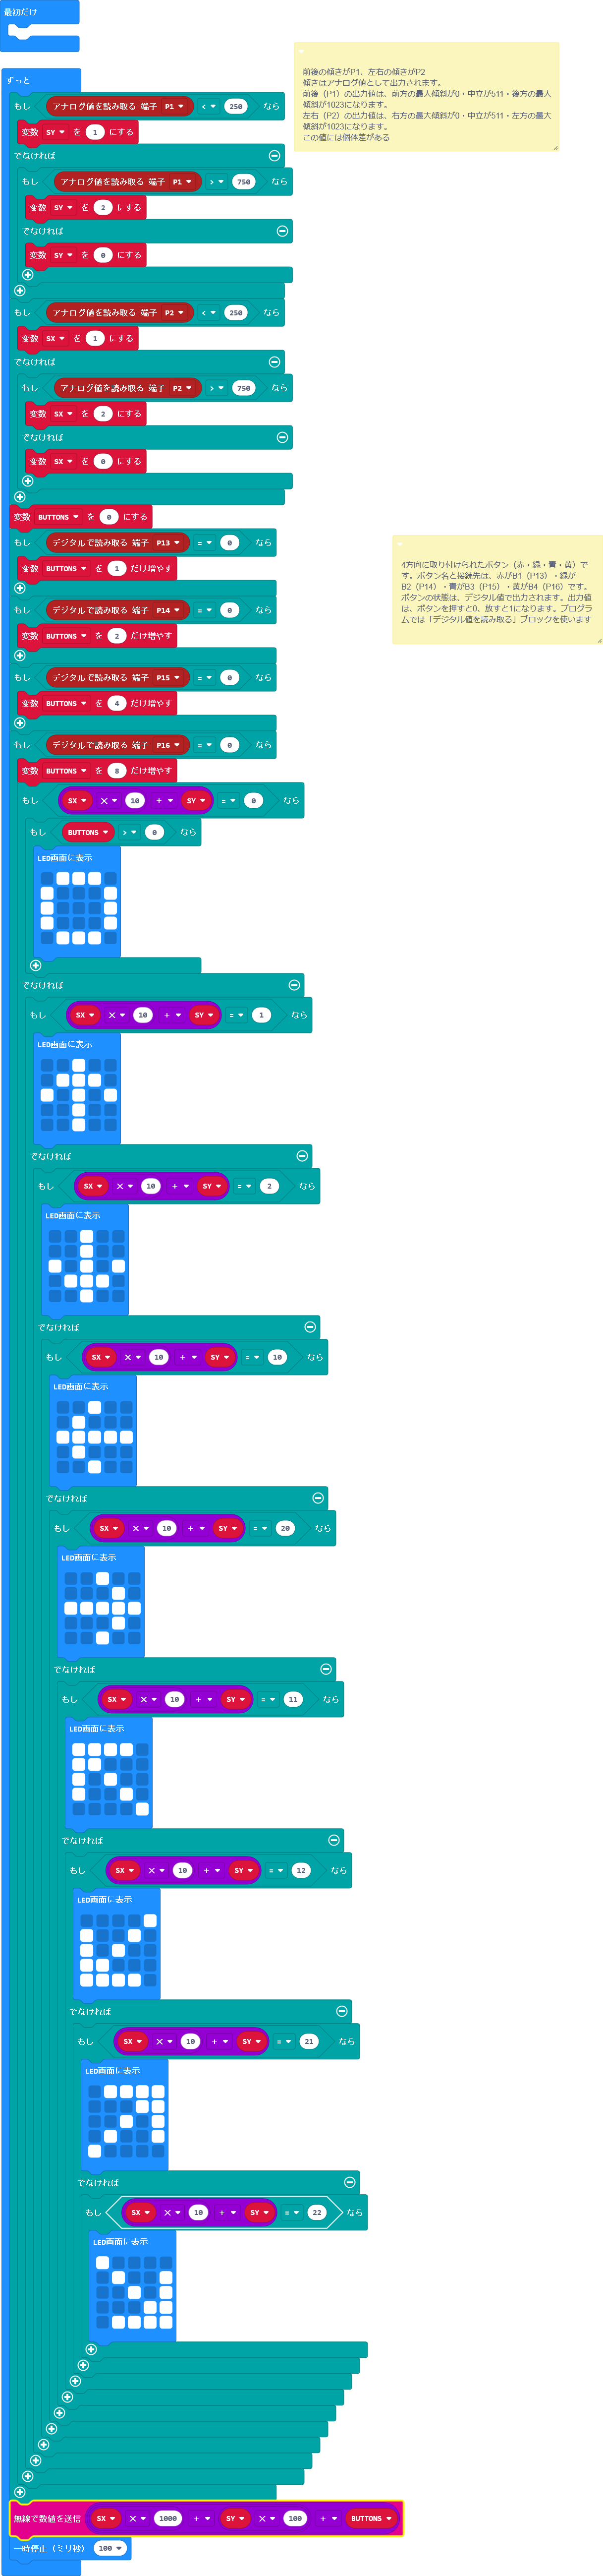 最初だけ
ずっと
もし アナログ値を読み取る 端子 P1 < 250 なら
変数 SY を 1 にする
でなければ
もし アナログ値を読み取る 端子 P1 > 750 なら
変数 SY を 2 にする
でなければ
変数 SY を 0 にする
もし アナログ値を読み取る 端子 P2 < 250 なら
変数 SX を 1 にする
でなければ
もし アナログ値を読み取る 端子 P2 > 750 なら
変数 SX を 2 にする
でなければ
変数 SX を 0 にする
変数 BUTTONS を 0 にする
もし デジタルで読み取る 端子 P13 = 0 なら
変数 BUTTONS を 1 だけ増やす
もし デジタルで読み取る 端子 P14 = 0 なら
変数 BUTTONS を 2 だけ増やす
もし デジタルで読み取る 端子 P15 = 0 なら
変数 BUTTONS を 4 だけ増やす
もし デジタルで読み取る 端子 P16 = 0 なら
変数 BUTTONS を 8 だけ増やす
もし SX × 10 + SY = 0 なら
もし BUTTONS > 0 なら
LED画面に表示
でなければ
もし SX × 10 + SY = 1 なら
LED画面に表示
でなければ
もし SX × 10 + SY = 2 なら
LED画面に表示
でなければ
もし SX × 10 + SY = 10 なら
LED画面に表示
でなければ
もし SX × 10 + SY = 20 なら
LED画面に表示
でなければ
もし SX × 10 + SY = 11 なら
LED画面に表示
でなければ
もし SX × 10 + SY = 12 なら
LED画面に表示
でなければ
もし SX × 10 + SY = 21 なら
LED画面に表示
でなければ
もし SX × 10 + SY = 22 なら
LED画面に表示
無線で数値を送信 SX × 1000 + SY × 100 + BUTTONS
一時停止（ミリ秒） 100
前後の傾きがP1、左右の傾きがP2
傾きはアナログ値として出力されます。
前後（P1）の出力値は、前方の最大傾斜が0・中立が511・後方の最大
傾斜が1023になります。
左右（P2）の出力値は、右方の最大傾斜が0・中立が511・左方の最大
傾斜が1023になります。
この値には個体差がある
4方向に取り付けられたボタン（赤・緑・青・黄）で
す。ボタン名と接続先は、赤がB1（P13）・緑が
B2（P14）・青がB3（P15）・黄がB4（P16）です。
ボタンの状態は、デジタル値で出力されます。出力値
は、ボタンを押すと0、放すと1になります。プログラ
ムでは「デジタル値を読み取る」ブロックを使います